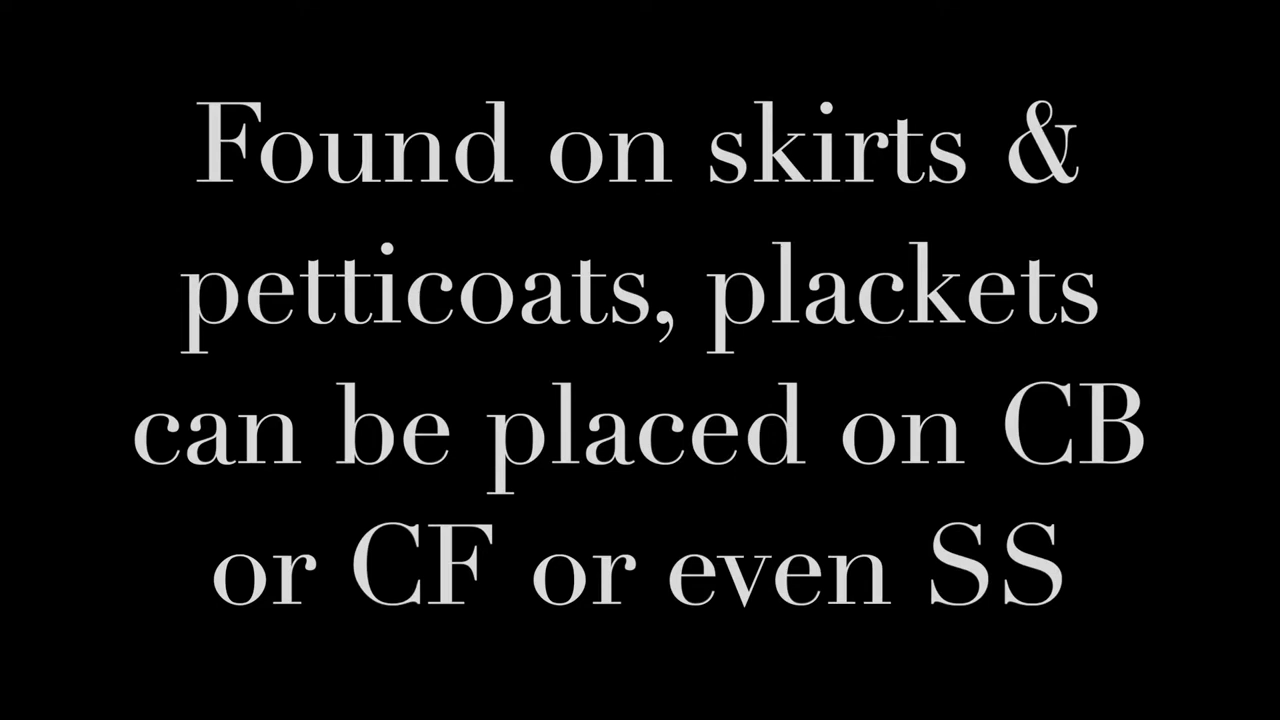 Found on skirts &
petticoats, plackets
can be placed on CB
or CF or even SS